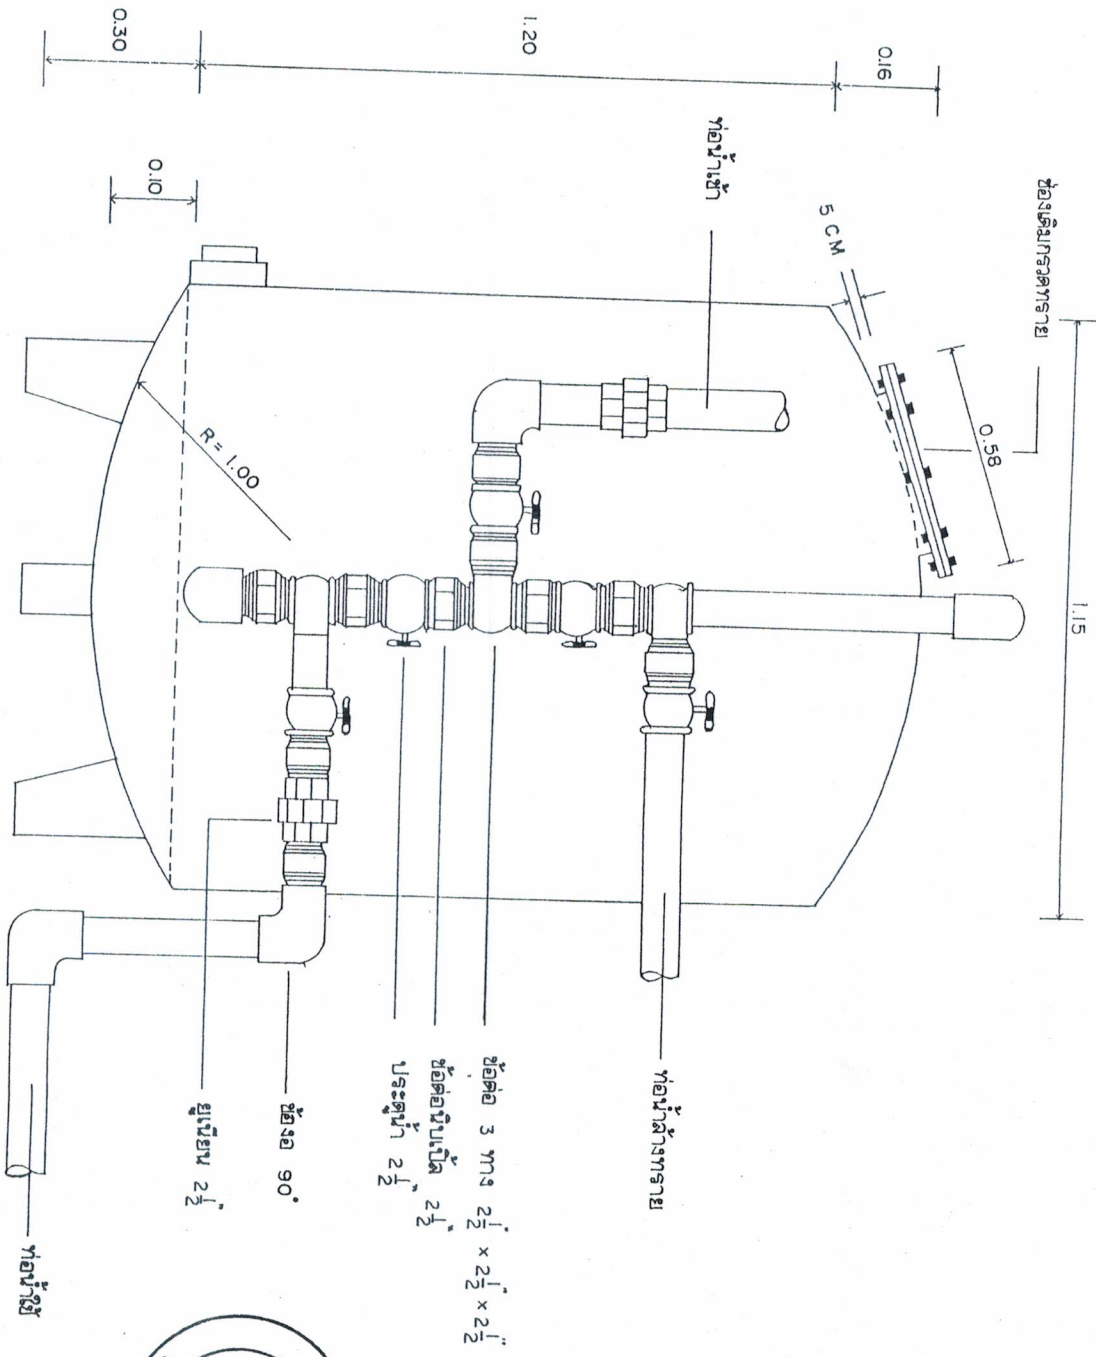 ช่องเติมกรวดทราย
1.15
0.58
5 CM
0.16
1.20
0.30
0.10
ท่อน้ำเข้า
R = 1.00
ท่อน้ำล้างทราย
ข้อต่อ 3 ทาง 2½" x 2½" x 2½"
ข้อต่อนิบเปิ้ล 2½"
ประตูน้ำ 2½"
ข้องอ 90°
ยูเนียน 2½"
ท่อน้ำใช้